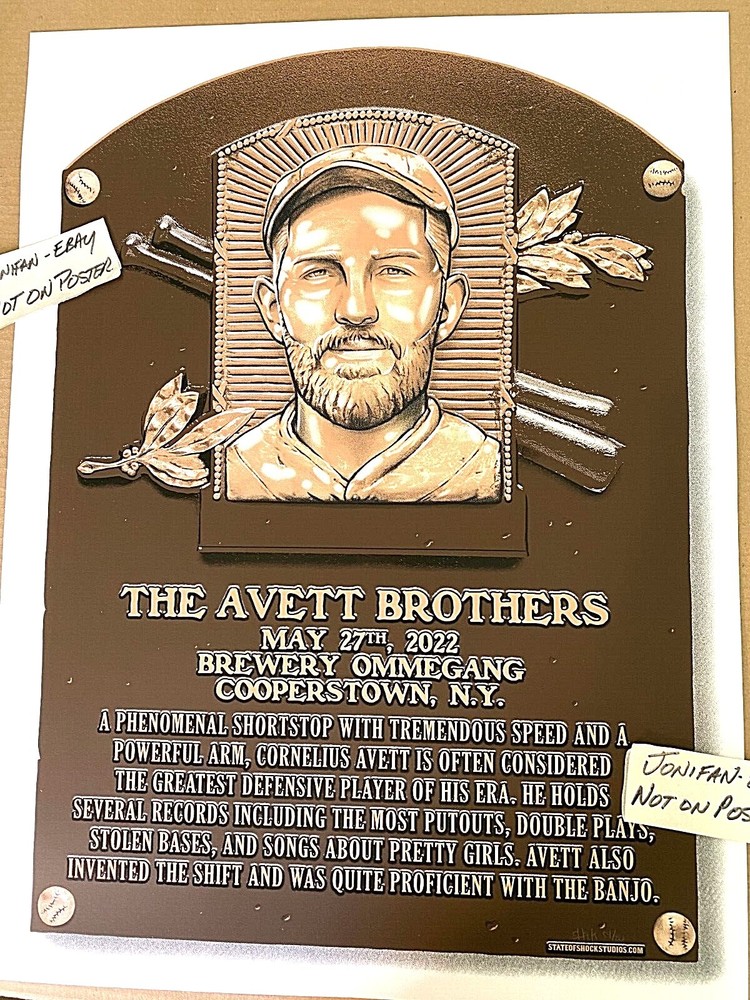 - EBAY
NOT ON POSTER
THE AVETT BROTHERS
MAY 27TH, 2022
BREWERY OMMEGANG
COOPERSTOWN, N.Y.
A PHENOMENAL SHORTSTOP WITH TREMENDOUS SPEED AND A
POWERFUL ARM, CORNELIUS AVETT IS OFTEN CONSIDERED
THE GREATEST DEFENSIVE PLAYER OF HIS ERA. HE HOLDS
SEVERAL RECORDS INCLUDING THE MOST PUTOUTS, DOUBLE PLAYS,
STOLEN BASES, AND SONGS ABOUT PRETTY GIRLS. AVETT ALSO
INVENTED THE SHIFT AND WAS QUITE PROFICIENT WITH THE BANJO.
JONIFAN -
NOT ON POS
STATEOFSHOCKSTUDIOS.COM